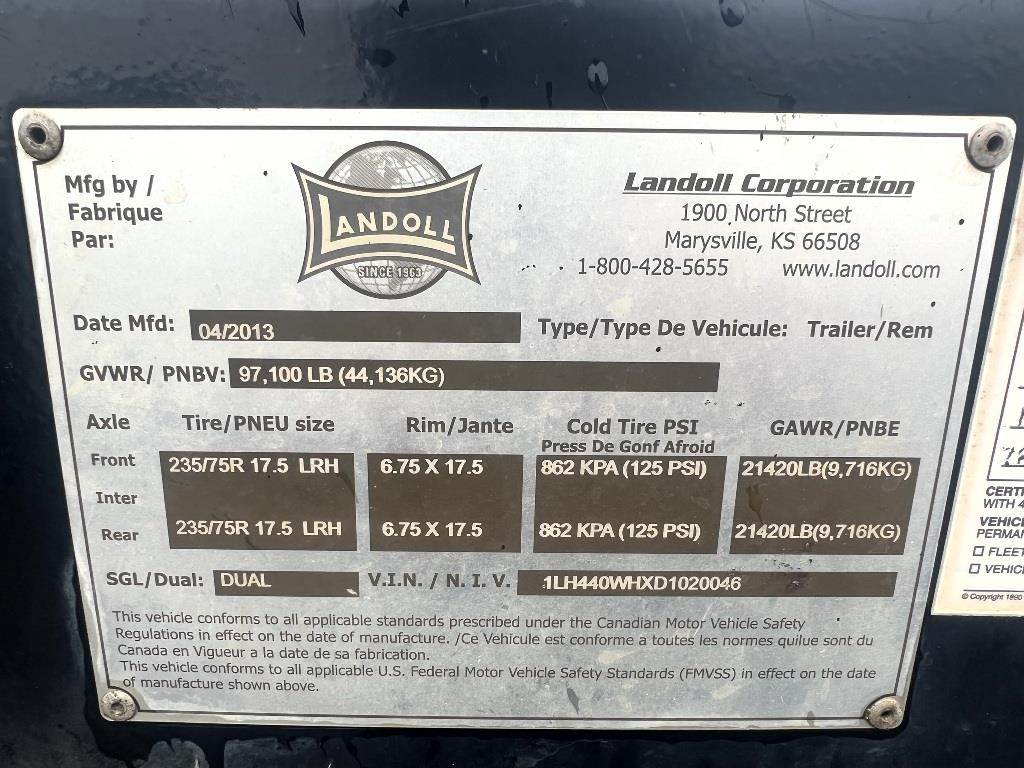 Mfg by /
Fabrique
Par:
LANDOLL
SINCE 1963
Landoll Corporation
1900 North Street
Marysville, KS 66508
1-800-428-5655 www.landoll.com
Date Mfd: 04/2013 Type/Type De Vehicule: Trailer/Rem
GVWR/ PNBV: 97,100 LB (44,136KG)
Axle Tire/PNEU size Rim/Jante Cold Tire PSI GAWR/PNBE
Press De Gonf Afroid
Front 235/75R 17.5 LRH 6.75 X 17.5 862 KPA (125 PSI) 21420LB(9,716KG)
Inter
Rear 235/75R 17.5 LRH 6.75 X 17.5 862 KPA (125 PSI) 21420LB(9,716KG)
SGL/Dual: DUAL V.I.N. / N. I. V. 1LH440WHXD1020046
This vehicle conforms to all applicable standards prescribed under the Canadian Motor Vehicle Safety
Regulations in effect on the date of manufacture. /Ce Vehicule est conforme a toutes les normes quilue sont du
Canada en Vigueur a la date de sa fabrication.
This vehicle conforms to all applicable U.S. Federal Motor Vehicle Safety Standards (FMVSS) in effect on the date
of manufacture shown above.
WITH 4
PERMA
FLEET
© Copyright 1990